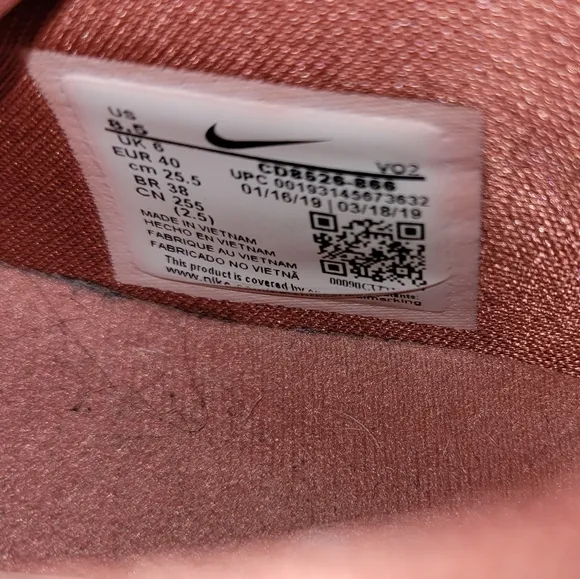 US
8.5
UK 6
EUR 40
cm 25.5
BR 38
CN 255
(2.5)
VO2
CD8526-866
UPC 00193145673632
01/16/19 | 03/18/19
MADE IN VIETNAM
HECHO EN VIETNAM
FABRIQUE AU VIETNAM
FABRICADO NO VIETNÃ
This product is covered by